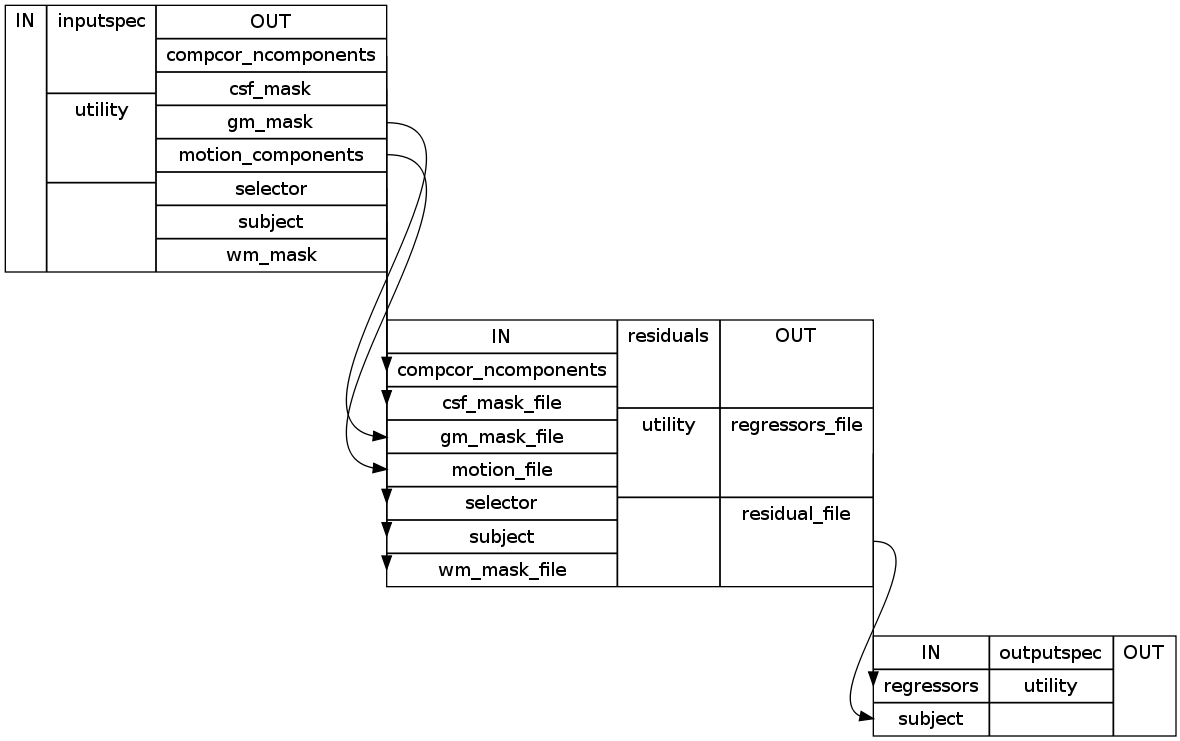 IN
inputspec
OUT
compcor_ncomponents
csf_mask
gm_mask
utility
motion_components
selector
subject
wm_mask
IN
residuals
OUT
compcor_ncomponents
csf_mask_file
gm_mask_file
utility
regressors_file
motion_file
selector
residual_file
subject
wm_mask_file
IN
outputspec
OUT
regressors
utility
subject